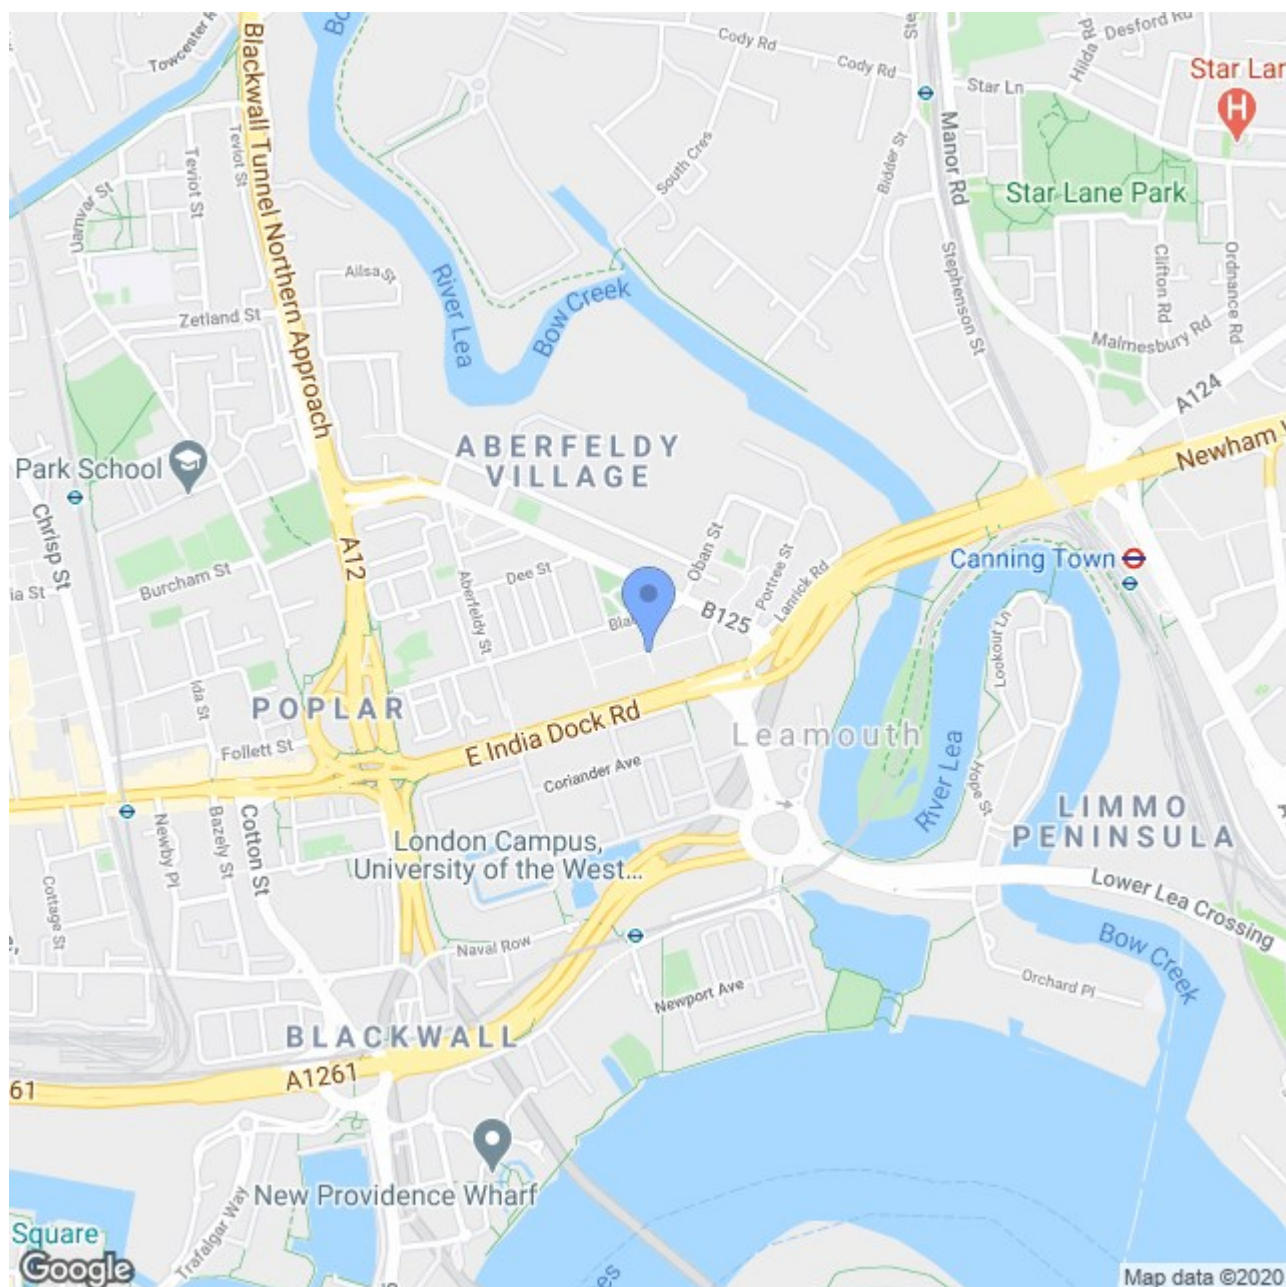 Bo
Towcester R
Blackwall Tunnel Northern Approach
Cody Rd
Cody Rd
Desford Rd
Hilda Rd
Star Ln
Star Lan
Manor Rd
Star Lane Park
Teviot St
Teviot St
South Cres
Bidder St
Stephenson St
Clifton Rd
Ordnance Rd
Ailsa St
Zetland St
River Lea
Bow Creek
Malmesbury Rd
A124
ABERFELDY
VILLAGE
Newham
Park School
Chrisp St
A12
Burcham St
ia St
Dee St
Aberfeldy St
Oban St
Portree St
Lanrick Rd
B125
Canning Town
Bla
Lookout Ln
Ida St
POPLAR
Follett St
E India Dock Rd
Leamouth
Coriander Ave
River Lea
Hope St
LIMMO
PENINSULA
Newby Pl
Bazely St
Cotton St
London Campus,
University of the West...
Cottage St
Lower Lea Crossing
Naval Row
Newport Ave
Bow Creek
Orchard Pl
BLACKWALL
A1261
61
New Providence Wharf
Trafalgar Way
Square
Google
Map data ©2020